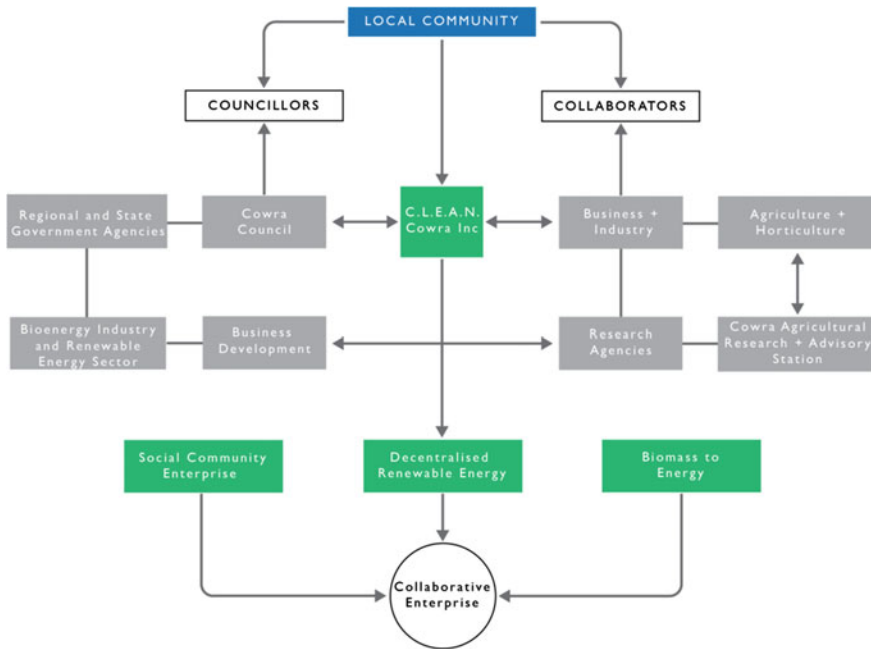 LOCAL COMMUNITY
COUNCILLORS
COLLABORATORS
Regional and State
Government Agencies
Cowra
Council
C.L.E.A.N.
Cowra Inc
Business +
Industry
Agriculture +
Horticulture
Bioenergy Industry
and Renewable
Energy Sector
Business
Development
Research
Agencies
Cowra Agricultural
Research + Advisory
Station
Social Community
Enterprise
Decentralised
Renewable Energy
Biomass to
Energy
Collaborative
Enterprise